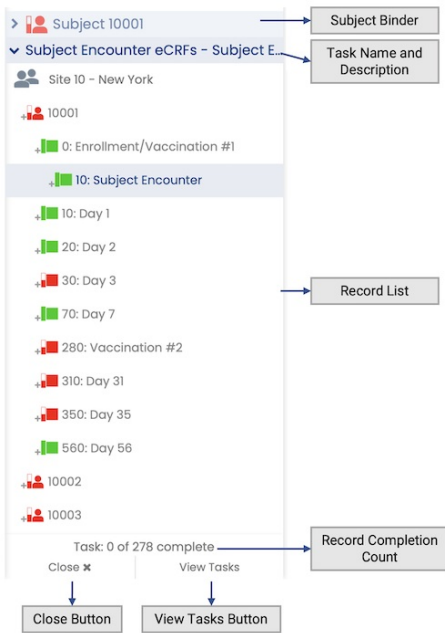 Subject 10001
Subject Binder
Subject Encounter eCRFs - Subject E...
Task Name and
Description
Site 10 - New York
10001
0: Enrollment/Vaccination #1
10: Subject Encounter
10: Day 1
20: Day 2
30: Day 3
Record List
70: Day 7
280: Vaccination #2
310: Day 31
350: Day 35
560: Day 56
10002
10003
Task: 0 of 278 complete
Record Completion
Count
Close ✖
View Tasks
Close Button
View Tasks Button